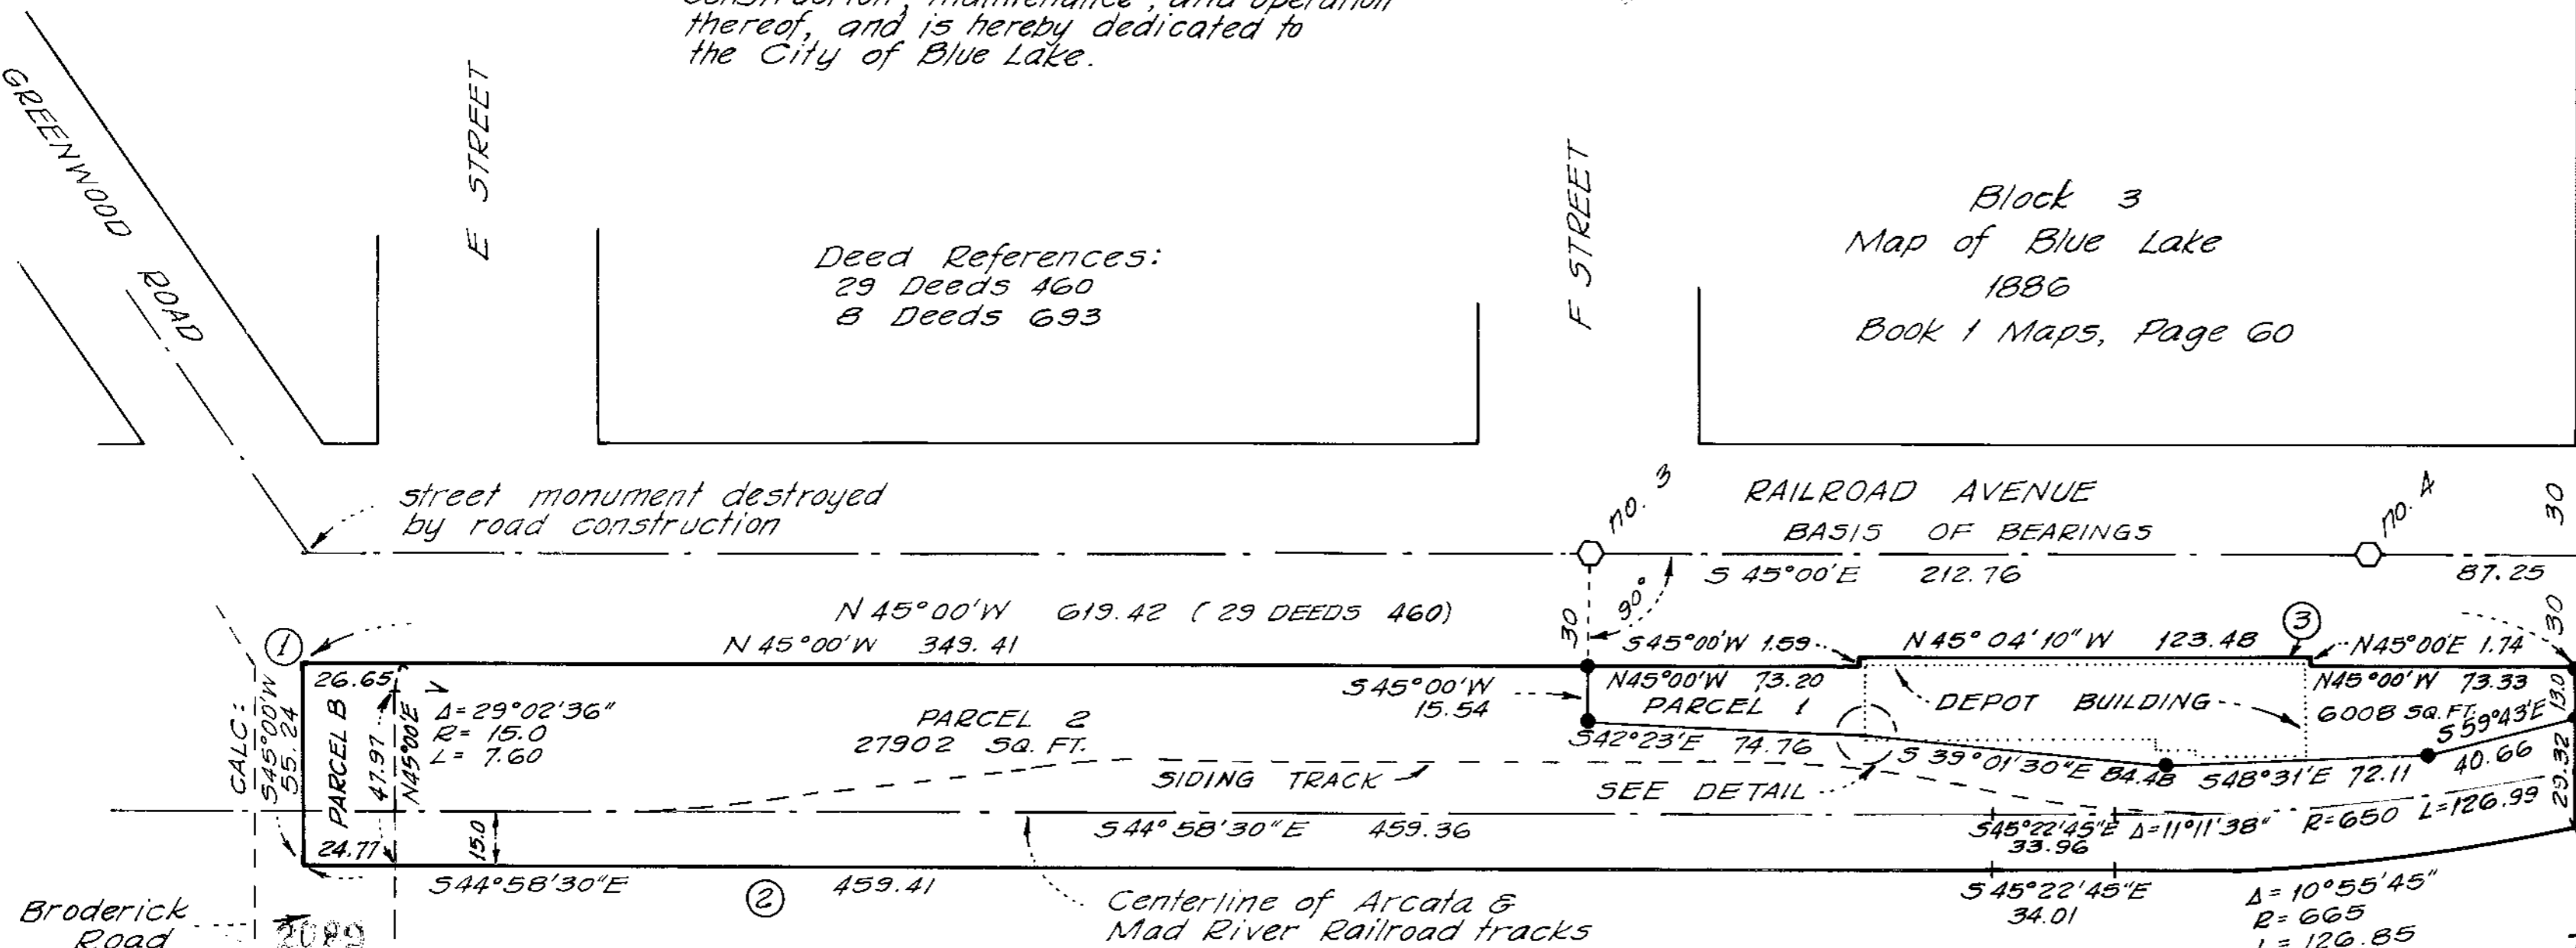 construction, maintenance, and operation
thereof, and is hereby dedicated to
the City of Blue Lake.
GREENWOOD ROAD
E STREET
F STREET
Deed References:
29 Deeds 460
8 Deeds 693
Block 3
Map of Blue Lake
1886
Book 1 Maps, Page 60
street monument destroyed
by road construction
no. 3
RAILROAD AVENUE
no. 4
30
BASIS OF BEARINGS
S 45°00'E 212.76
87.25
90°
30
30
N 45°00'W 619.42 (29 DEEDS 460)
1
N 45°00'W 349.41
S45°00'W 1.59
N45°04'10"W 123.48
3
N45°00'E 1.74
26.65
S45°00'W
15.54
N45°00'W 73.20
PARCEL 1
DEPOT BUILDING
N45°00'W 73.33
6008 SQ. FT.
13.0
S59°43'E
40.66
CALC:
S45°00'W
55.24
PARCEL B
47.97
N45°00'E
Δ=29°02'36"
R= 15.0
L= 7.60
PARCEL 2
27902 SQ. FT.
S42°23'E 74.76
S 39°01'30"E 84.48
S48°31'E 72.11
29.32
SIDING TRACK
SEE DETAIL
24.77
15.0
S44°58'30"E 459.36
S45°22'45"E
33.96
Δ=11°11'38" R=650 L=126.99
S44°58'30"E 459.41
2
Centerline of Arcata &
Mad River Railroad tracks
S45°22'45"E
34.01
Δ= 10°55'45"
R= 665
L= 126.85
Broderick
Road